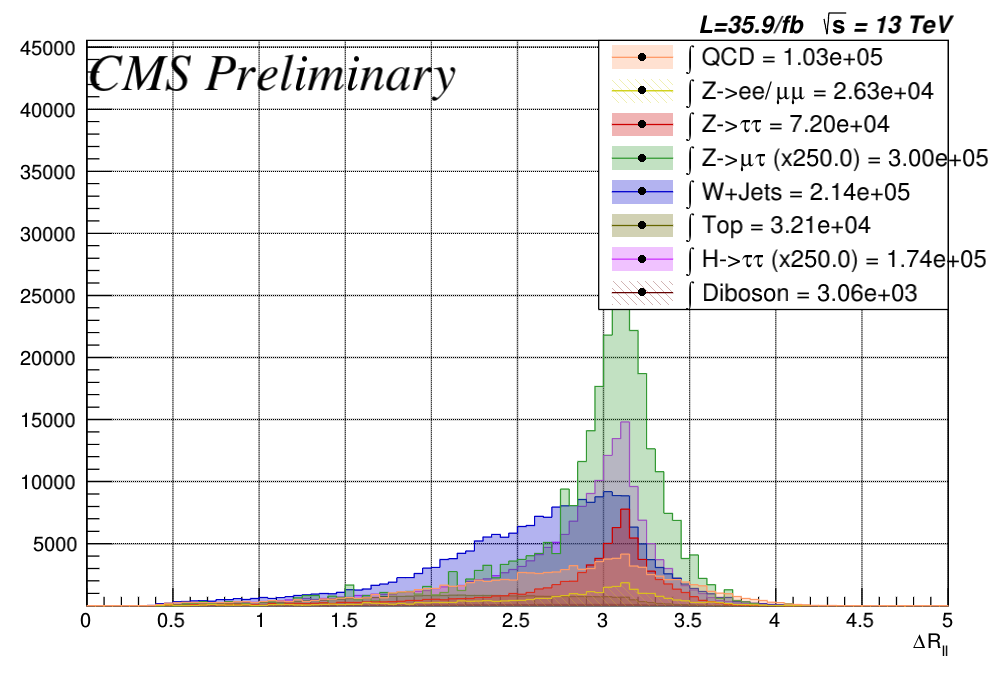 L=35.9/fb √s = 13 TeV
CMS Preliminary
45000
40000
35000
30000
25000
20000
15000
10000
5000
∫ QCD = 1.03e+05
∫ Z->ee/μμ = 2.63e+04
∫ Z->ττ = 7.20e+04
∫ Z->μτ (x250.0) = 3.00e+05
∫ W+Jets = 2.14e+05
∫ Top = 3.21e+04
∫ H->ττ (x250.0) = 1.74e+05
∫ Diboson = 3.06e+03
0 0.5 1 1.5 2 2.5 3 3.5 4 4.5 5
ΔR_ll